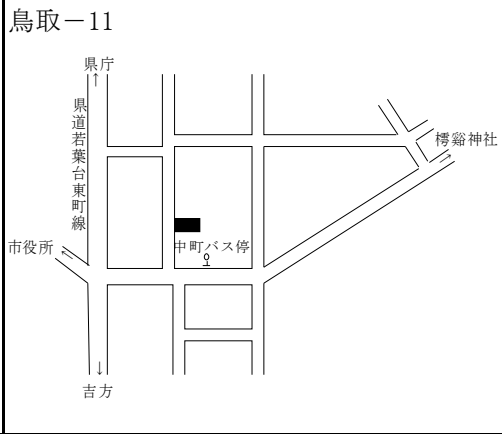 鳥取－11
県庁
↑
県道若葉台東町線
樗谿神社
→
市役所
←
中町バス停
↓
吉方